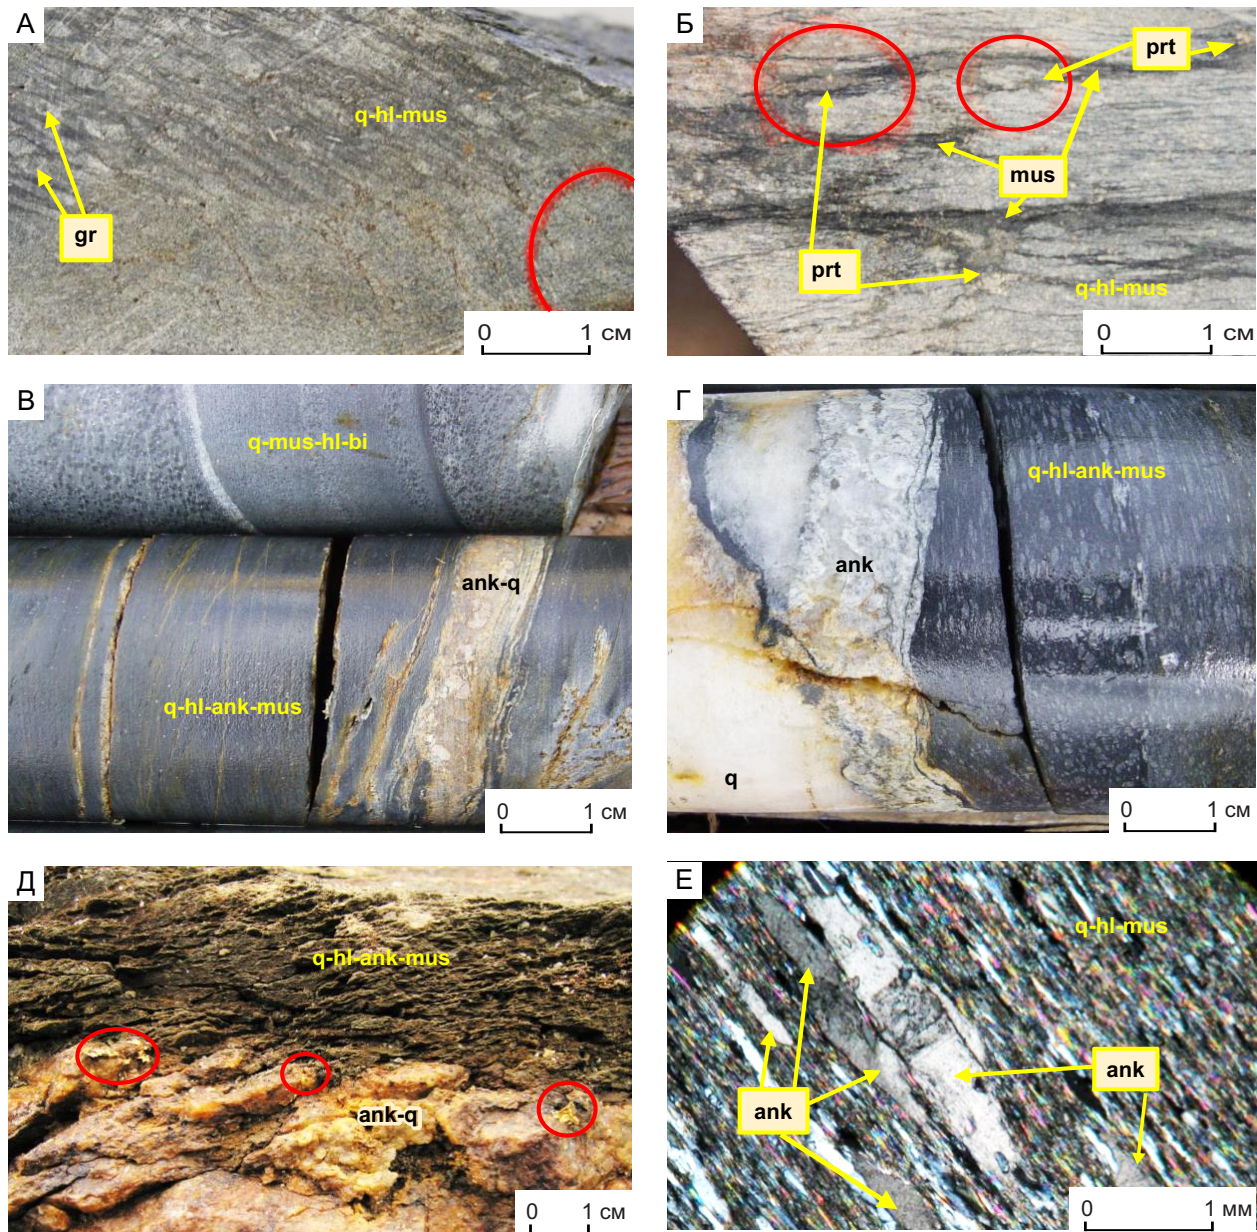 А
q-hl-mus
gr
0 1 см
Б
prt
mus
prt
q-hl-mus
0 1 см
В
q-mus-hl-bi
ank-q
q-hl-ank-mus
0 1 см
Г
q-hl-ank-mus
ank
q
0 1 см
Д
q-hl-ank-mus
ank-q
0 1 см
Е
q-hl-mus
ank
ank
0 1 мм